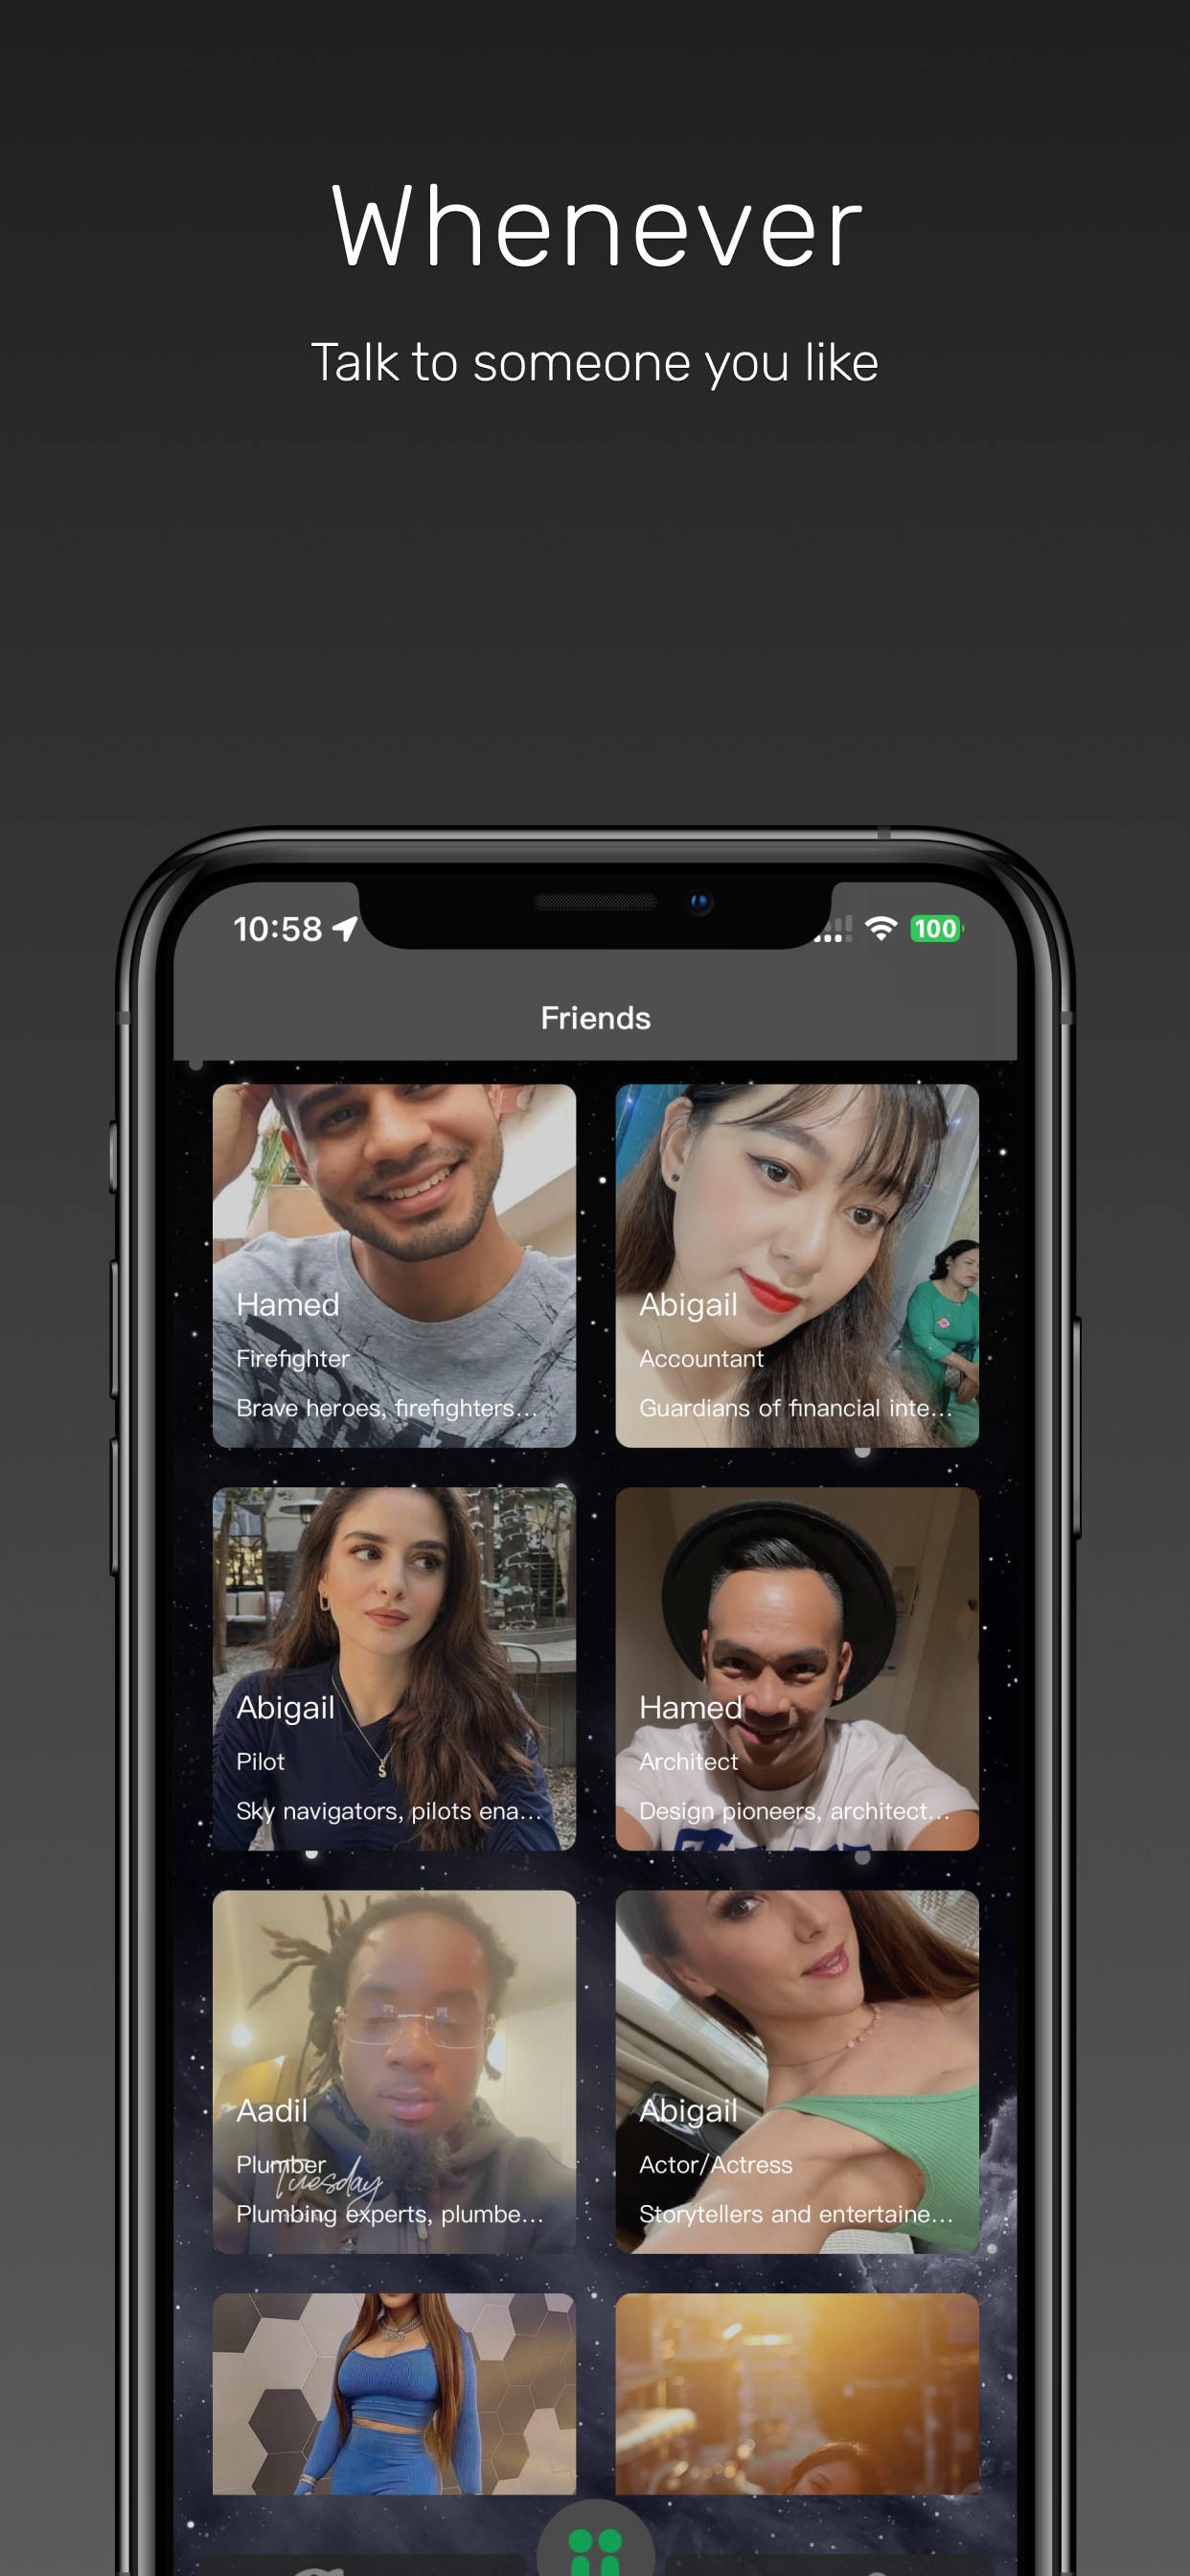 Whenever
Talk to someone you like
10:58
100
Friends
Hamed
Firefighter
Brave heroes, firefighters...
Abigail
Accountant
Guardians of financial inte...
Abigail
Pilot
Sky navigators, pilots ena...
Hamed
Architect
Design pioneers, architect...
Aadil
Plumber
Tuesday
Plumbing experts, plumbe...
Abigail
Actor/Actress
Storytellers and entertaine...